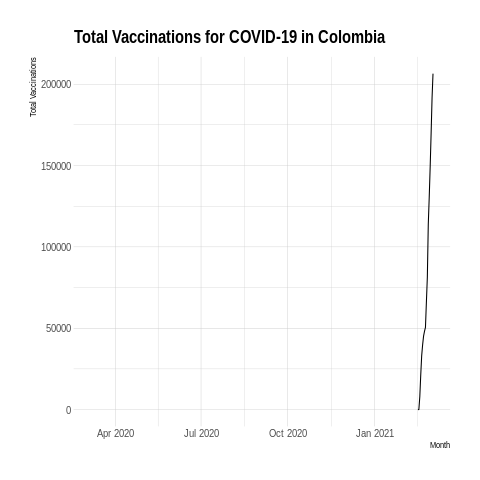 Total Vaccinations for COVID-19 in Colombia
Total Vaccinations
200000
150000
100000
50000
0
Apr 2020 Jul 2020 Oct 2020 Jan 2021
Month